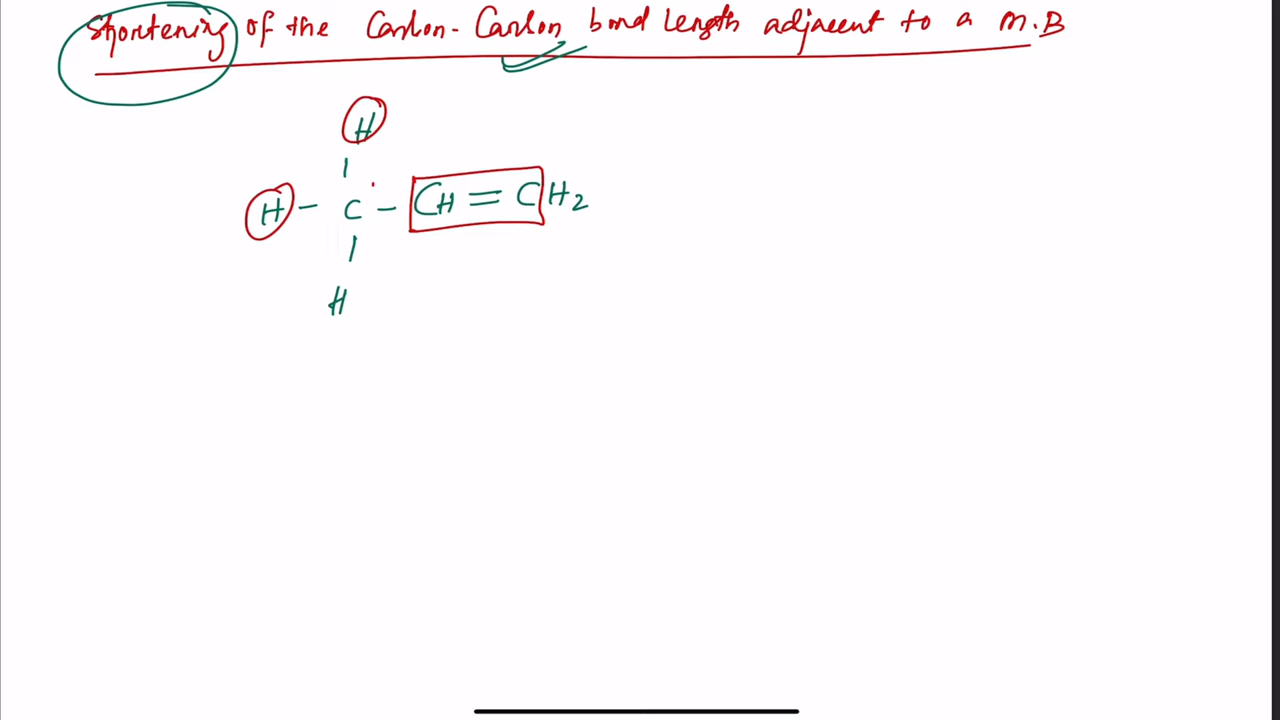 Shortening of the Carbon-Carbon bond length adjacent to a M.B
H
H - C - CH = CH2
H